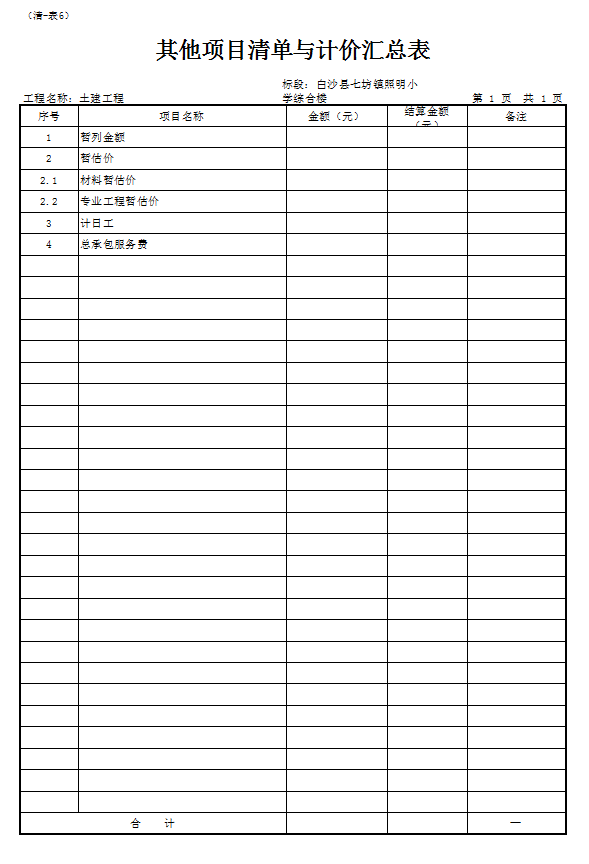 （清-表6）
其他项目清单与计价汇总表
标段：白沙县七坊镇照明小
工程名称：土建工程 学综合楼 第 1 页 共 1 页
序号 项目名称 金额（元） 结算金额（元） 备注
1 暂列金额
2 暂估价
2.1 材料暂估价
2.2 专业工程暂估价
3 计日工
4 总承包服务费
合 计 —